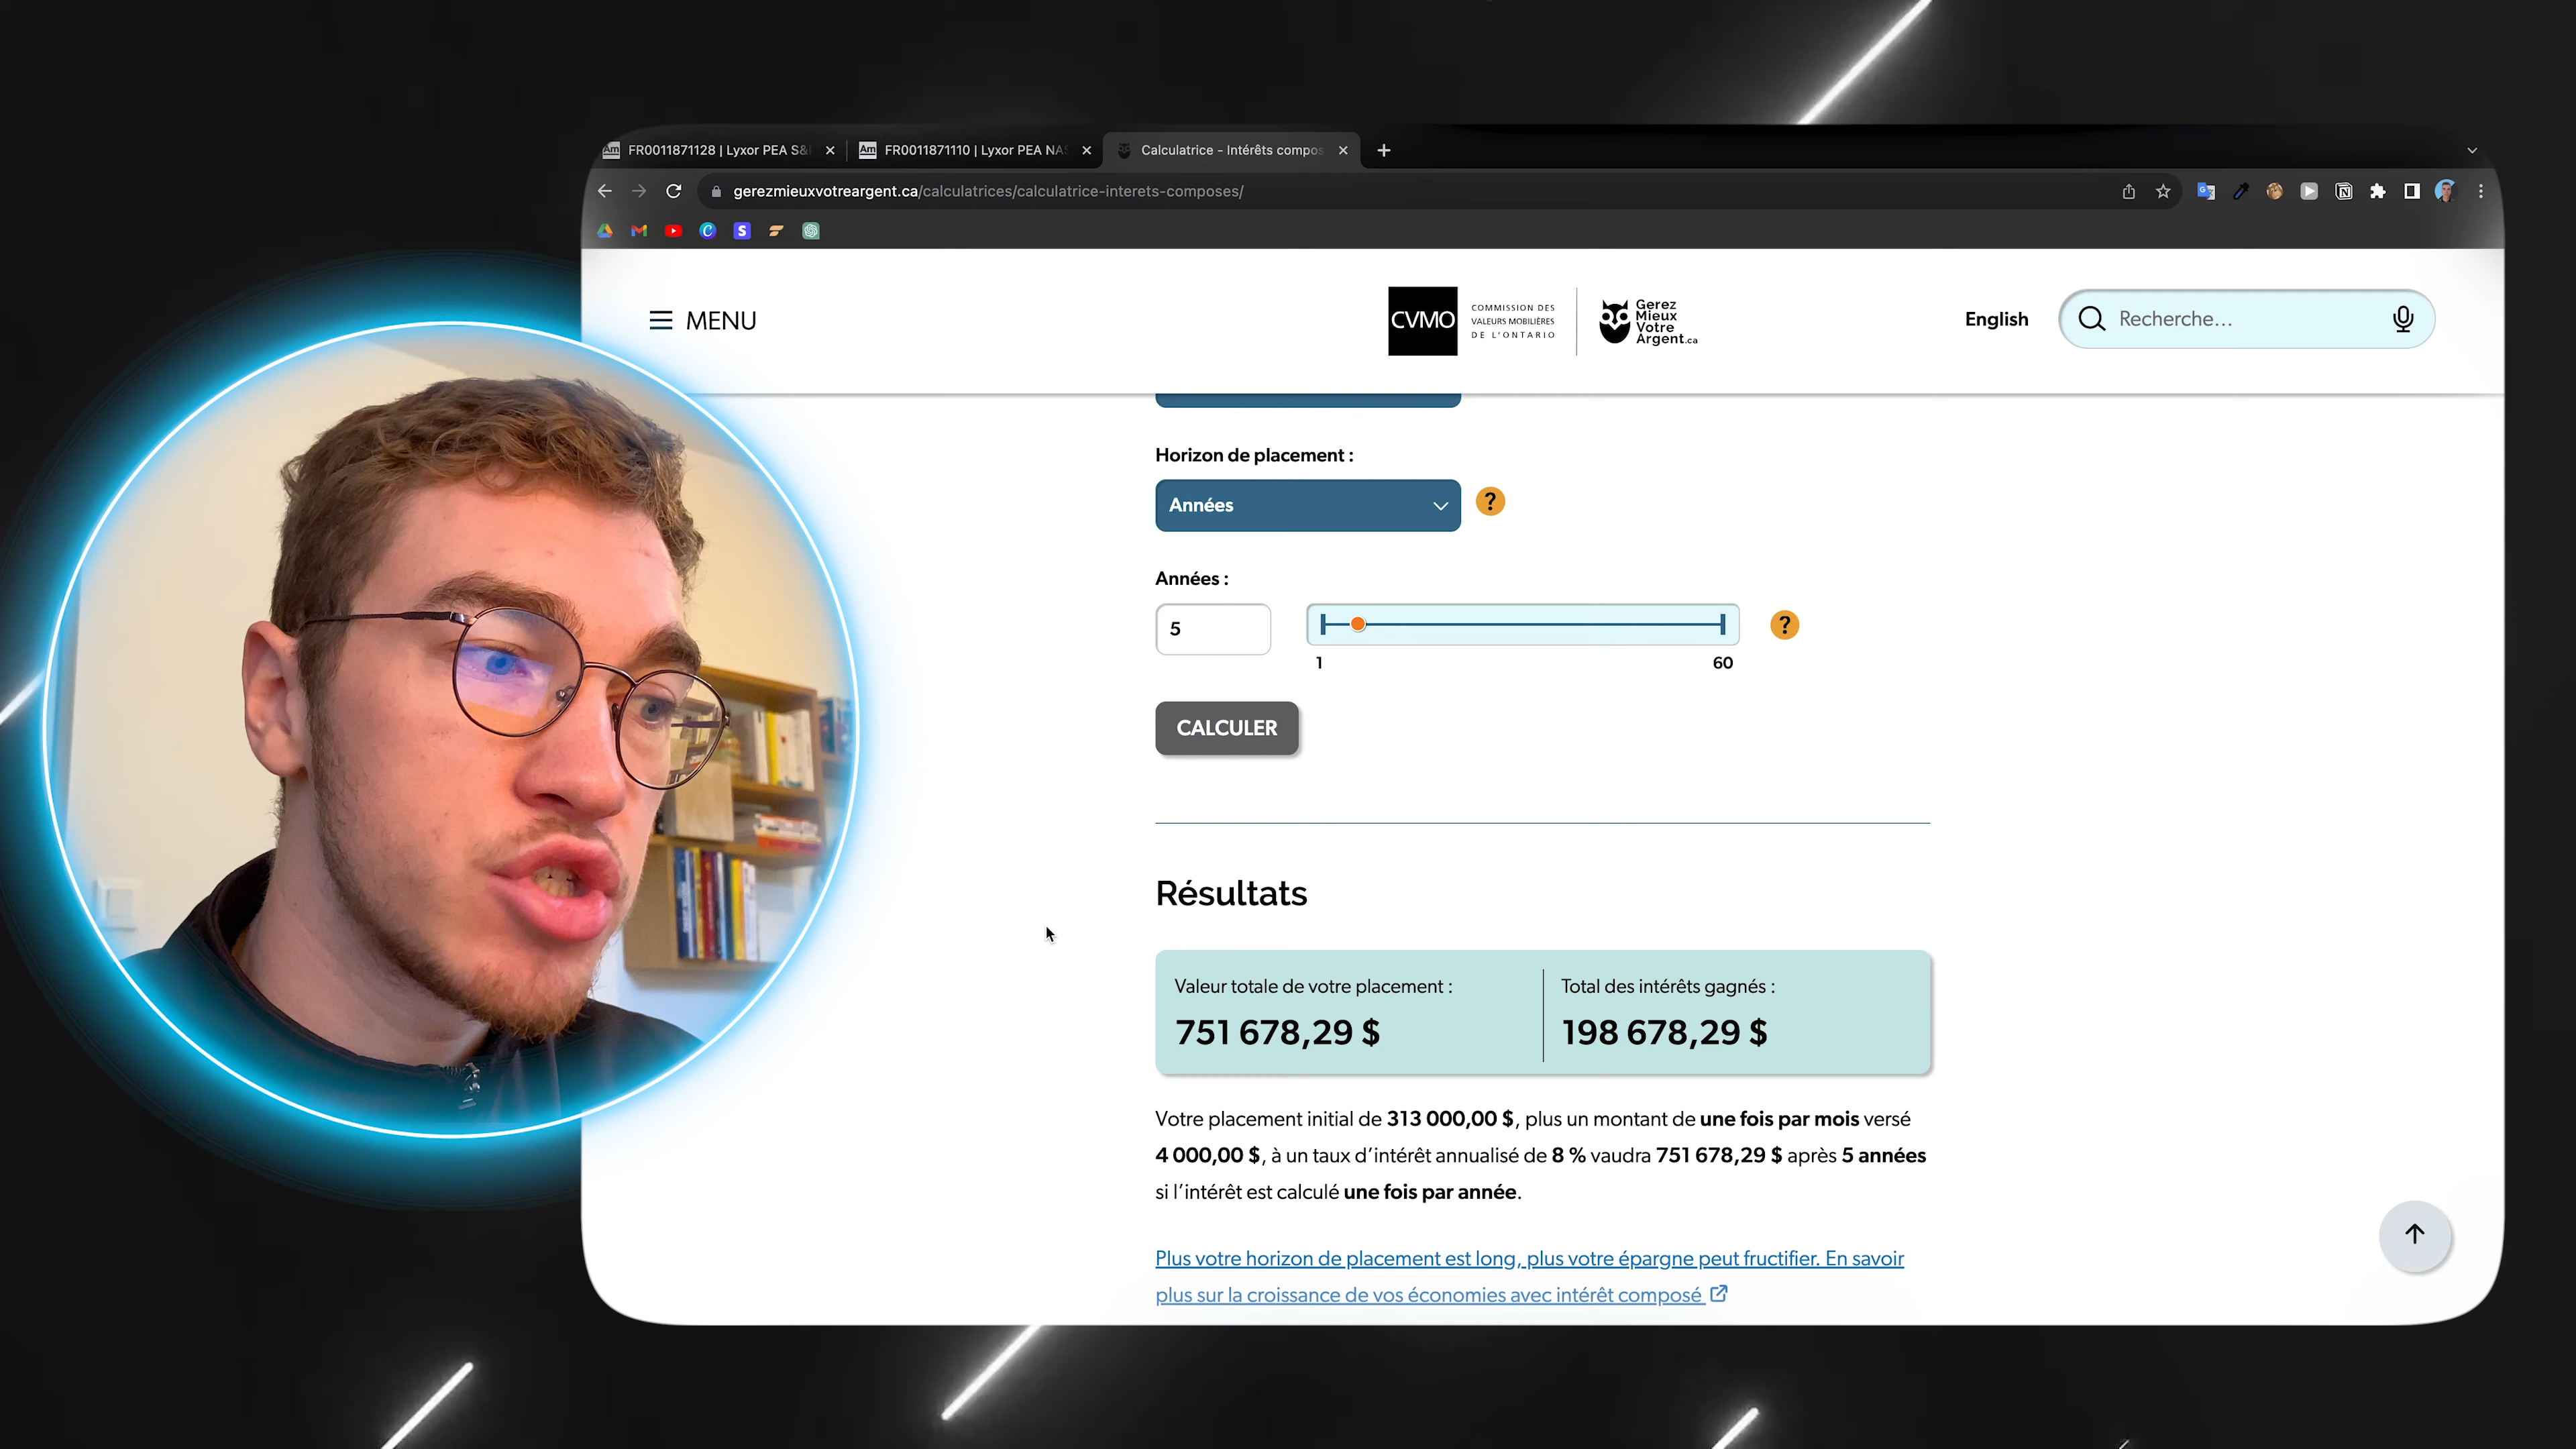 FR0011871128 | Lyxor PEA S&
FR0011871110 | Lyxor PEA NAS
Calculatrice - Intérêts compos
gerezmieuxvotreargent.ca/calculatrices/calculatrice-interets-composes/
MENU
CVMO
COMMISSION DES
VALEURS MOBILIÈRES
DE L'ONTARIO
Gerez
Mieux
Votre
Argent.ca
English
Recherche...
Horizon de placement :
Années
?
Années :
5
?
1
60
CALCULER
Résultats
Valeur totale de votre placement :
Total des intérêts gagnés :
751 678,29 $
198 678,29 $
Votre placement initial de 313 000,00 $, plus un montant de une fois par mois versé
4 000,00 $, à un taux d'intérêt annualisé de 8 % vaudra 751 678,29 $ après 5 années
si l'intérêt est calculé une fois par année.
Plus votre horizon de placement est long, plus votre épargne peut fructifier. En savoir
plus sur la croissance de vos économies avec intérêt composé